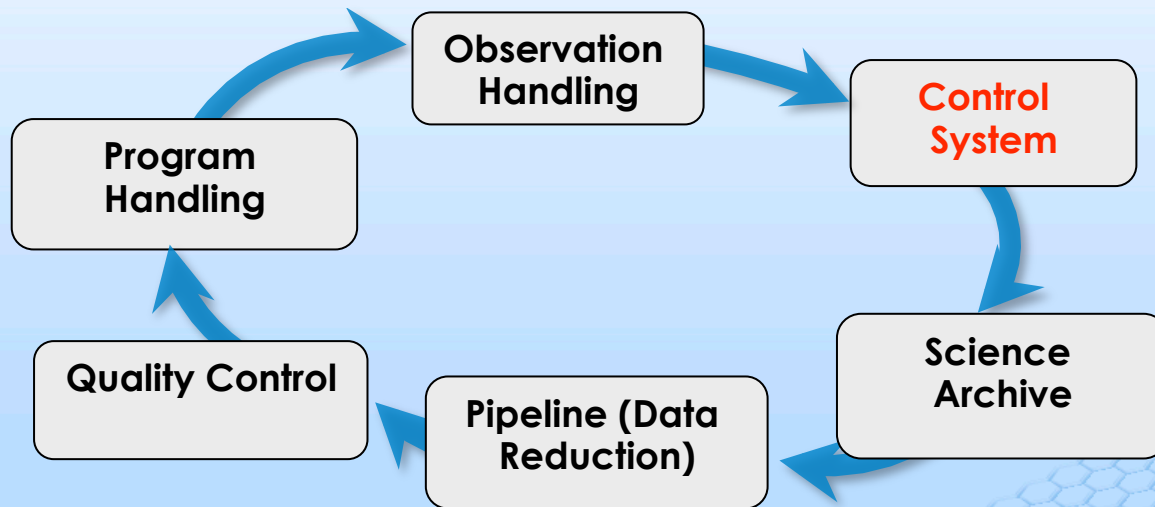 Observation
Handling
Control
System
Program
Handling
Science
Archive
Quality Control
Pipeline (Data
Reduction)